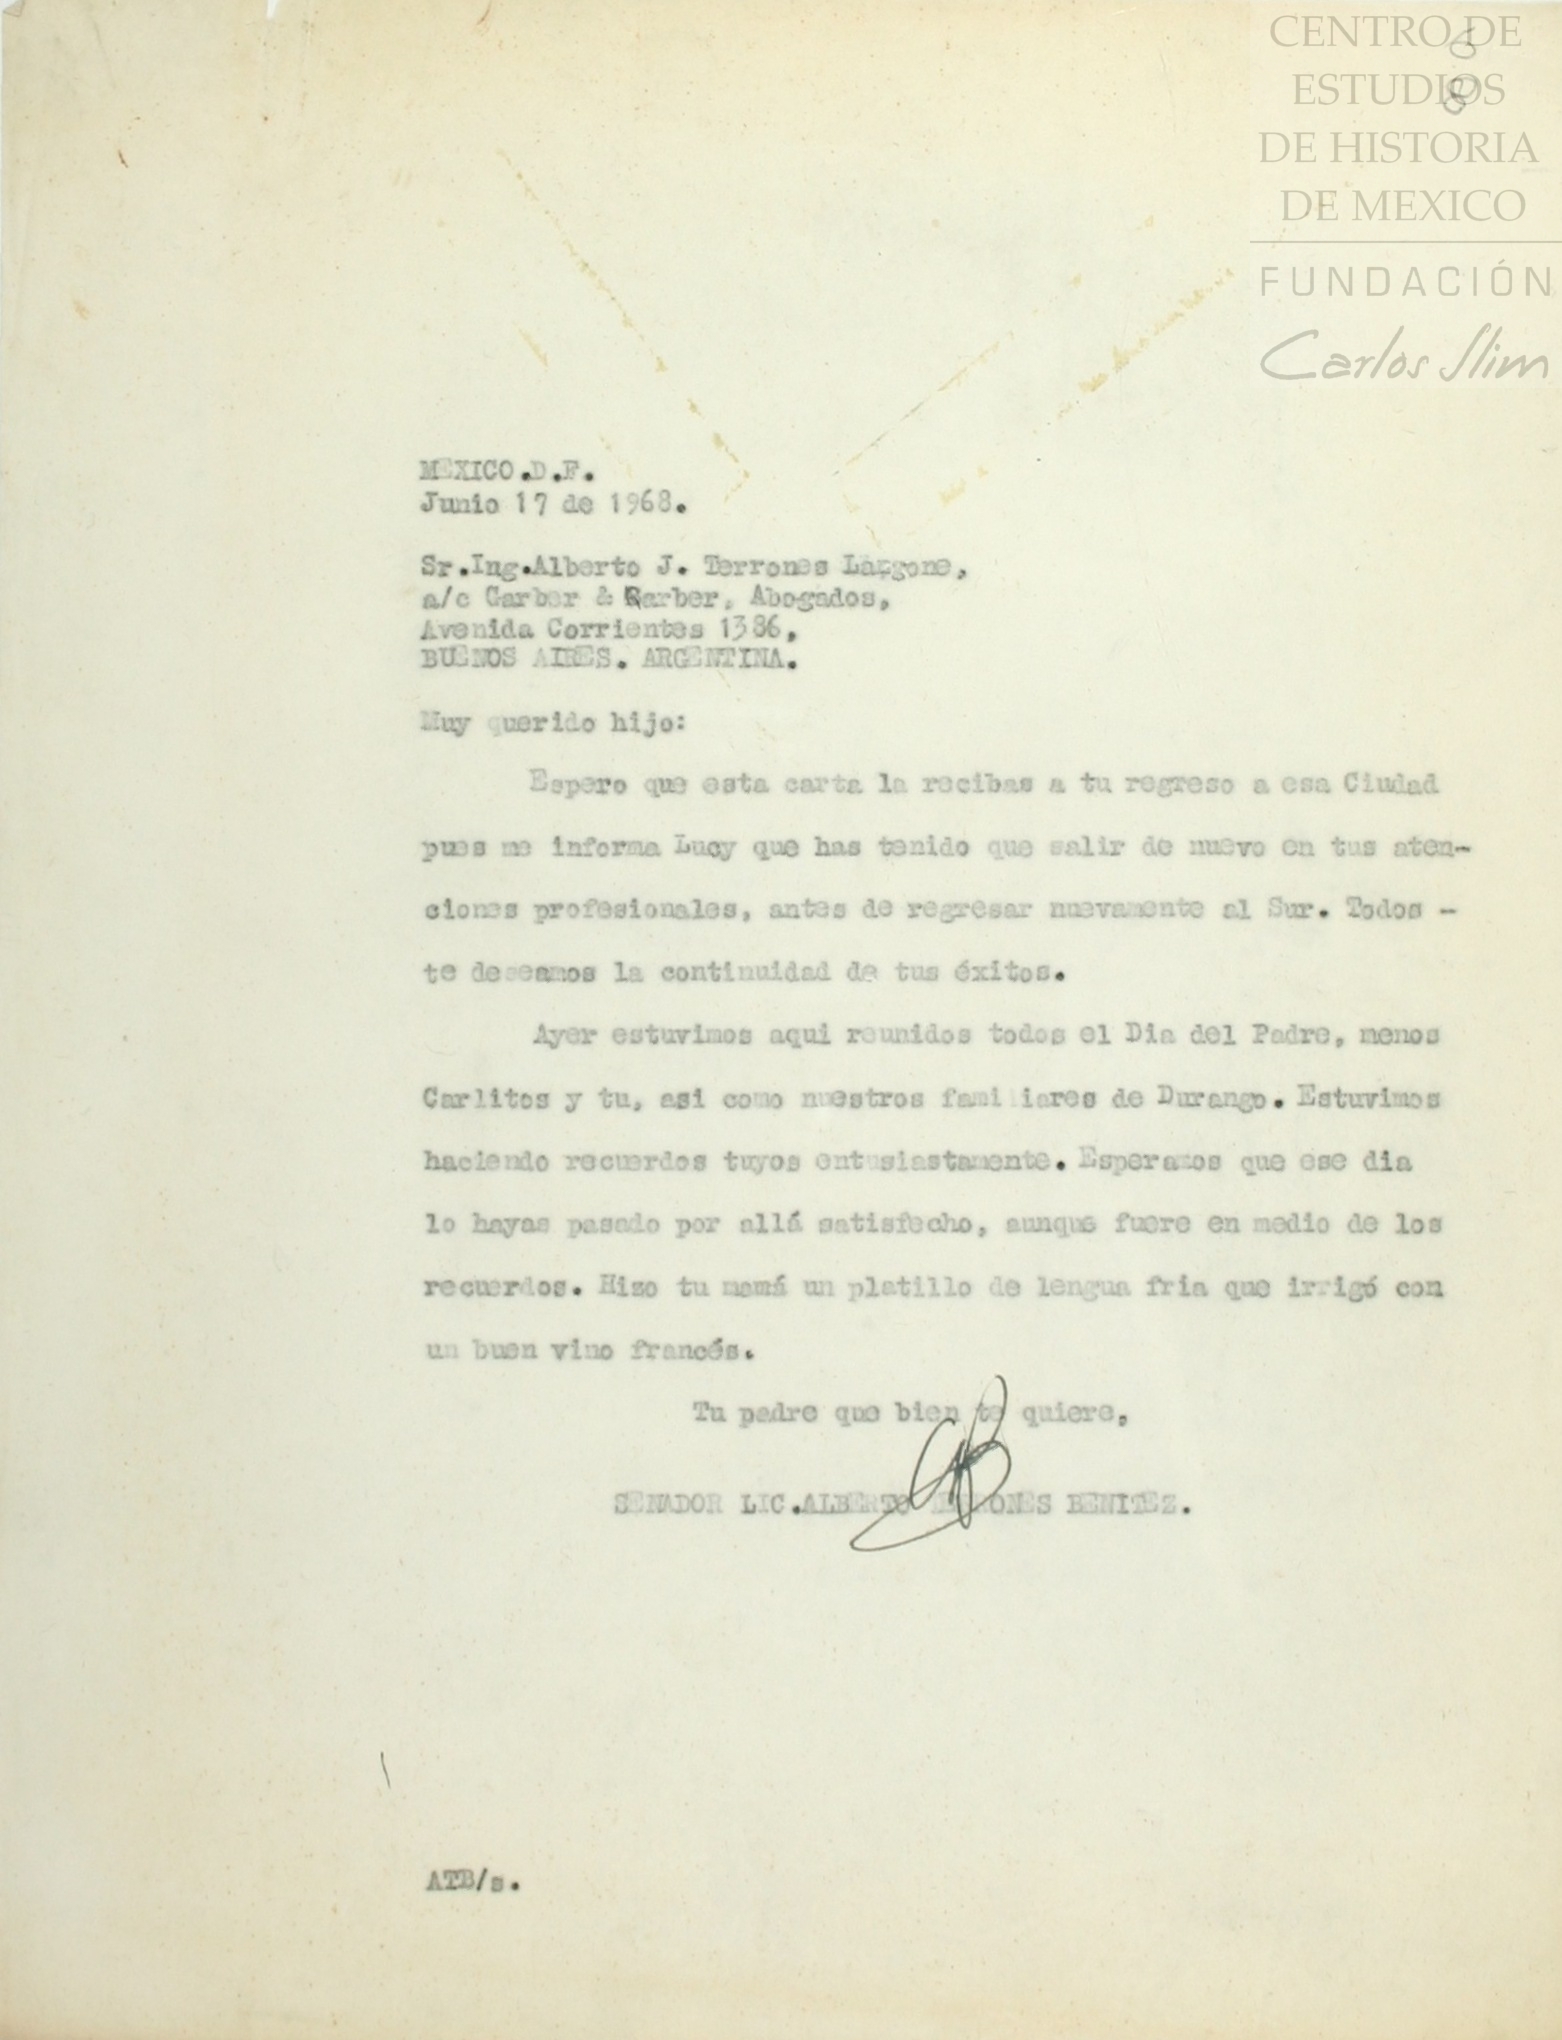 CENTRO DE
ESTUDIOS
DE HISTORIA
DE MEXICO
FUNDACIÓN
Carlos Slim
MEXICO.D.F.
Junio 17 de 1968.
Sr.Ing.Alberto J. Terrones Langone,
a/c Garber & Garber, Abogados,
Avenida Corrientes 1386,
BUENOS AIRES. ARGENTINA.
Muy querido hijo:
Espero que esta carta la recibas a tu regreso a esa Ciudad
pues me informa Lucy que has tenido que salir de nuevo en tus aten-
ciones profesionales, antes de regresar nuevamente al Sur. Todos -
te deseamos la continuidad de tus éxitos.
Ayer estuvimos aqui reunidos todos el Dia del Padre, menos
Carlitos y tu, asi como nuestros familiares de Durango. Estuvimos
haciendo recuerdos tuyos entusiastamente. Esperamos que ese dia
lo hayas pasado por allá satisfecho, aunque fuere en medio de los
recuerdos. Hizo tu mamá un platillo de lengua fria que irrigó con
un buen vino francés.
Tu padre que bien te quiere,
SENADOR LIC.ALBERTO TERRONES BENITEZ.
ATB/s.